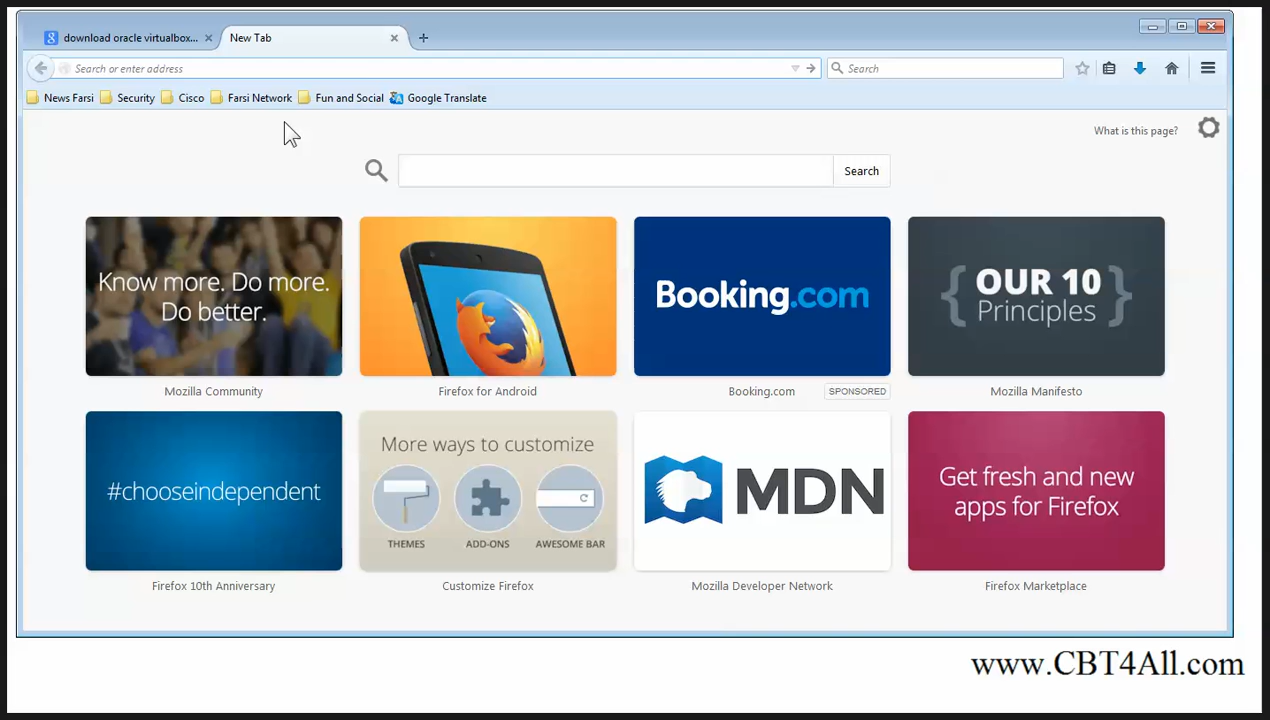 download oracle virtualbox...
New Tab
Search or enter address
Search
News Farsi
Security
Cisco
Farsi Network
Fun and Social
Google Translate
What is this page?
Search
Know more. Do more.
Do better.
Mozilla Community
Firefox for Android
Booking.com
Booking.com
SPONSORED
{ OUR 10
Principles }
Mozilla Manifesto
#chooseindependent
Firefox 10th Anniversary
More ways to customize
THEMES
ADD-ONS
AWESOME BAR
Customize Firefox
MDN
Mozilla Developer Network
Get fresh and new
apps for Firefox
Firefox Marketplace
www.CBT4All.com